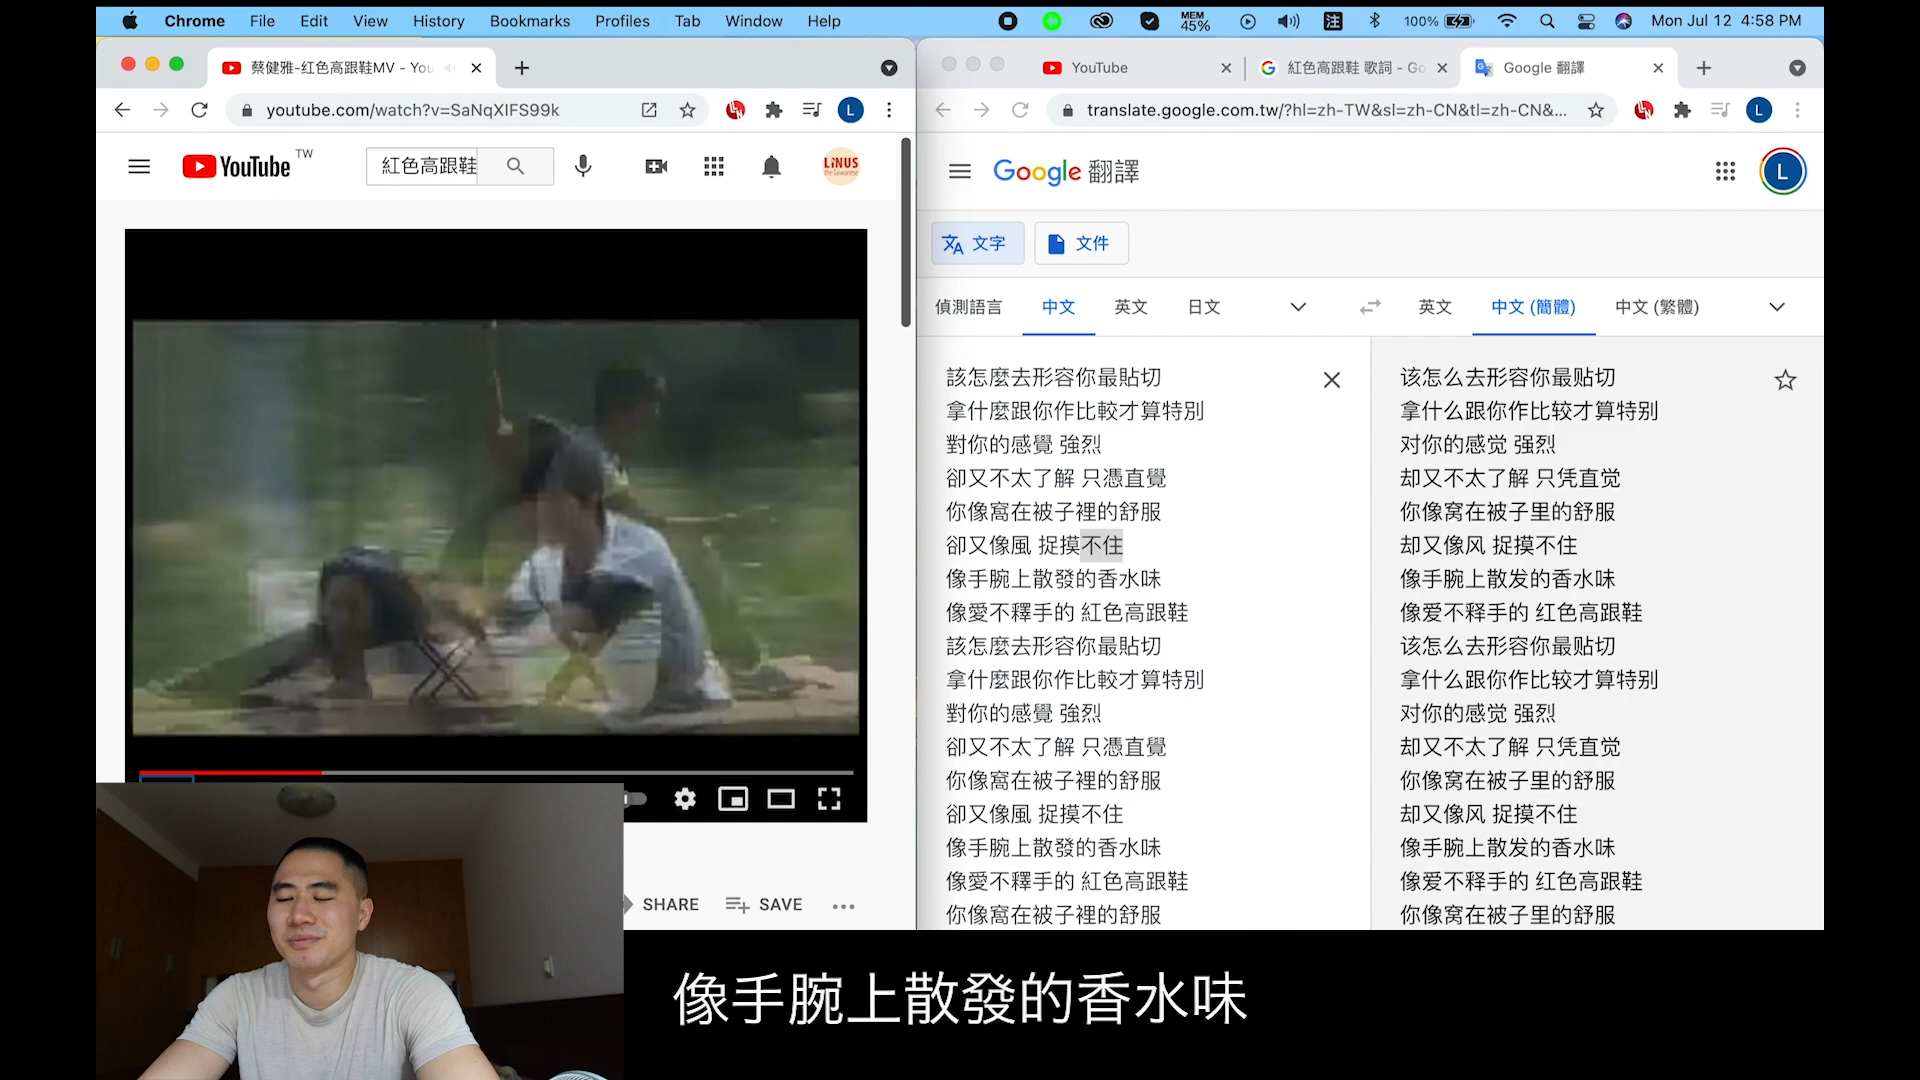 Chrome File Edit View History Bookmarks Profiles Tab Window Help
MEM 45% 注 100% Mon Jul 12 4:58 PM
蔡健雅-红色高跟鞋MV - You
youtube.com/watch?v=SaNqXIFS99k
L
YouTube TW
紅色高跟鞋
LiNUS the taiwanese
SHARE SAVE
YouTube
紅色高跟鞋 歌詞 - Go
Google 翻譯
translate.google.com.tw/?hl=zh-TW&sl=zh-CN&tl=zh-CN&...
L
Google 翻譯
L
文字 文件
偵測語言 中文 英文 日文
英文 中文 (簡體) 中文 (繁體)
該怎麼去形容你最貼切
拿什麼跟你作比較才算特別
對你的感覺 強烈
卻又不太了解 只憑直覺
你像窩在被子裡的舒服
卻又像風 捉摸不住
像手腕上散發的香水味
像愛不釋手的 紅色高跟鞋
該怎麼去形容你最貼切
拿什麼跟你作比較才算特別
對你的感覺 強烈
卻又不太了解 只憑直覺
你像窩在被子裡的舒服
卻又像風 捉摸不住
像手腕上散發的香水味
像愛不釋手的 紅色高跟鞋
你像窩在被子裡的舒服
该怎么去形容你最贴切
拿什么跟你作比较才算特别
对你的感觉 强烈
却又不太了解 只凭直觉
你像窝在被子里的舒服
却又像风 捉摸不住
像手腕上散发的香水味
像爱不释手的 红色高跟鞋
该怎么去形容你最贴切
拿什么跟你作比较才算特别
对你的感觉 强烈
却又不太了解 只凭直觉
你像窝在被子里的舒服
却又像风 捉摸不住
像手腕上散发的香水味
像爱不释手的 红色高跟鞋
你像窝在被子里的舒服
像手腕上散發的香水味